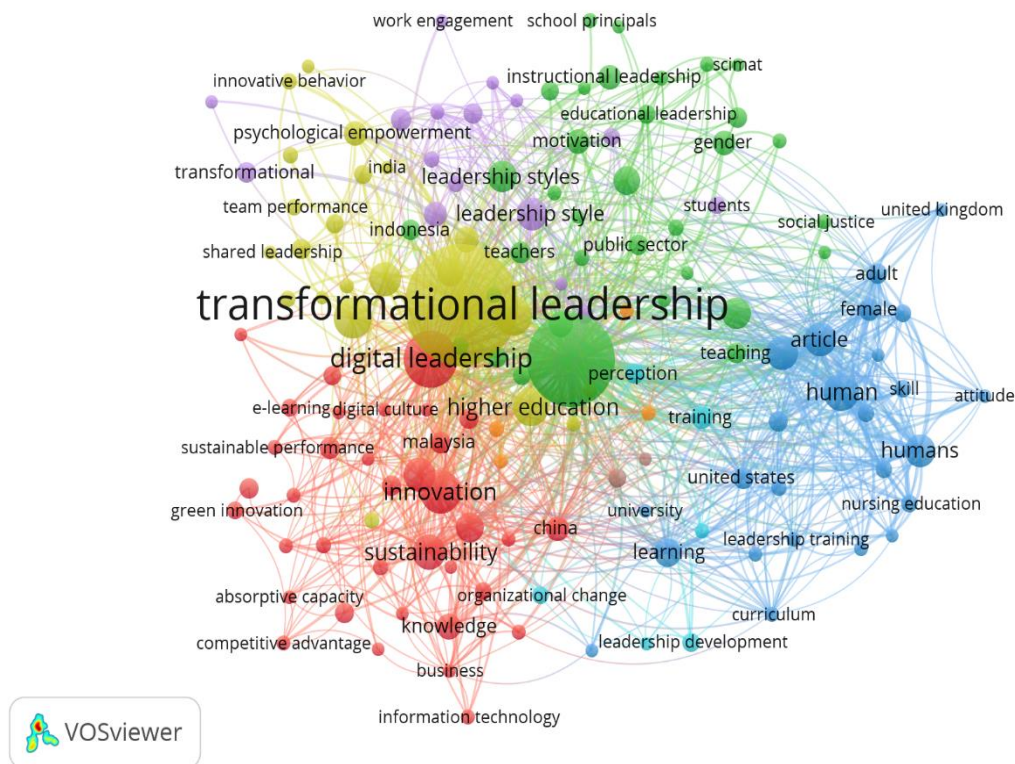 work engagement
school principals
scimat
innovative behavior
instructional leadership
educational leadership
psychological empowerment
motivation
gender
india
transformational
leadership styles
team performance
leadership style
students
united kingdom
indonesia
social justice
shared leadership
teachers
public sector
adult
transformational leadership
female
article
digital leadership
teaching
perception
human
skill
attitude
e-learning
digital culture
higher education
training
sustainable performance
malaysia
humans
innovation
united states
green innovation
university
nursing education
china
sustainability
learning
leadership training
absorptive capacity
organizational change
curriculum
knowledge
competitive advantage
leadership development
business
information technology
VOSviewer